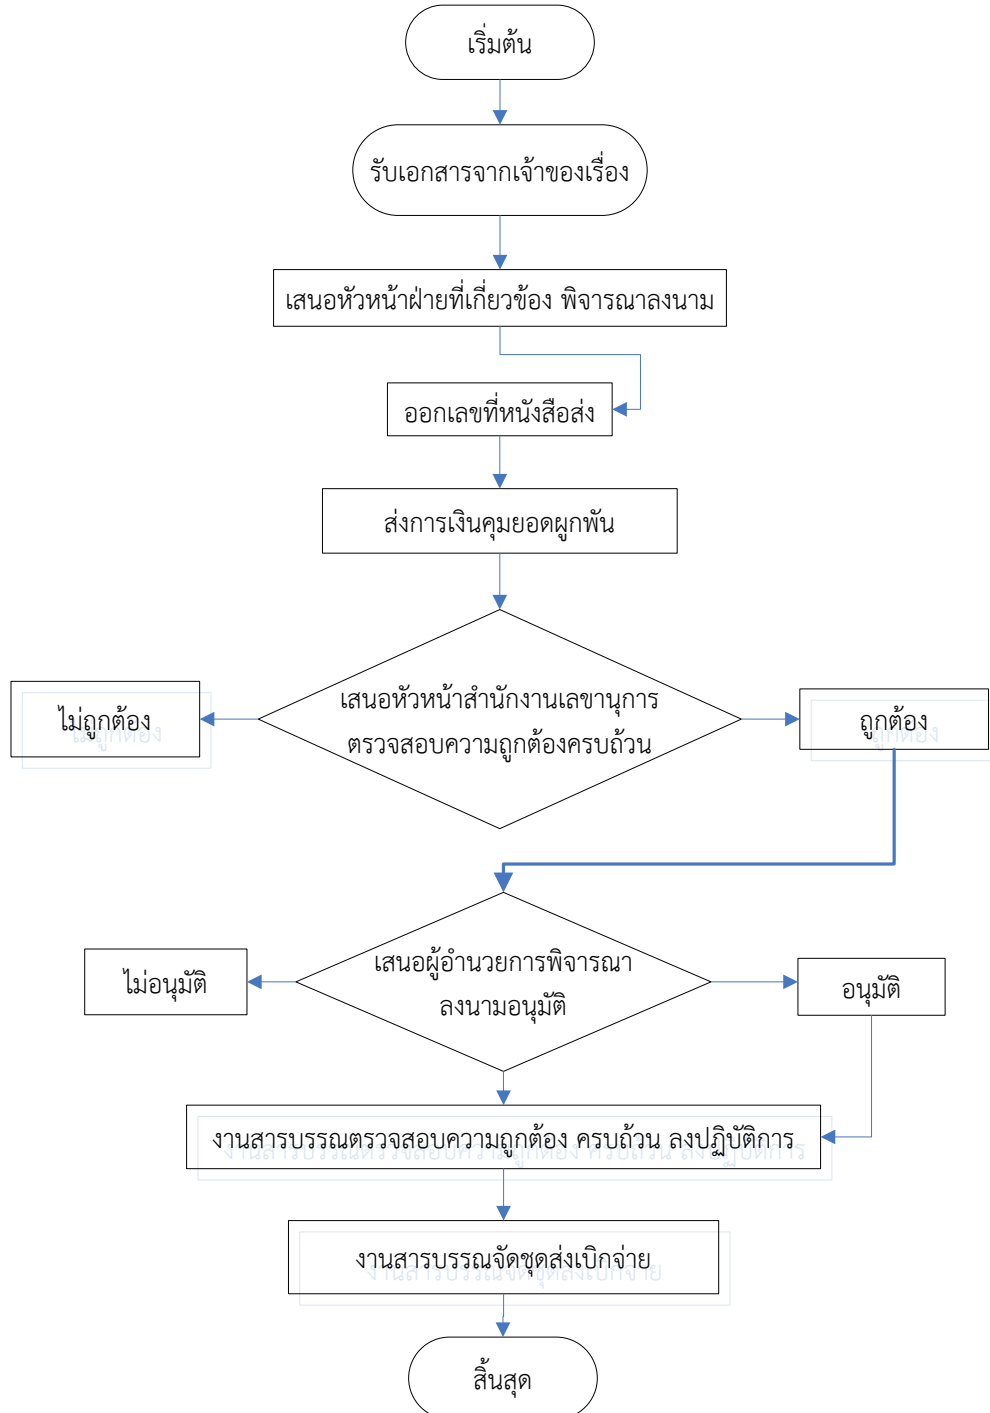 เริ่มต้น
รับเอกสารจากเจ้าของเรื่อง
เสนอหัวหน้าฝ่ายที่เกี่ยวข้อง พิจารณาลงนาม
ออกเลขที่หนังสือส่ง
ส่งการเงินคุมยอดผูกพัน
เสนอหัวหน้าสำนักงานเลขานุการ
ตรวจสอบความถูกต้องครบถ้วน
ไม่ถูกต้อง
ถูกต้อง
เสนอผู้อำนวยการพิจารณา
ลงนามอนุมัติ
ไม่อนุมัติ
อนุมัติ
งานสารบรรณตรวจสอบความถูกต้อง ครบถ้วน ลงปฏิบัติการ
งานสารบรรณจัดชุดส่งเบิกจ่าย
สิ้นสุด